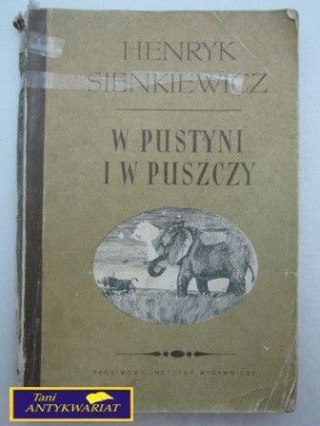 HENRYK
SIENKIEWICZ
W PUSTYNI
I W PUSZCZY
PAŃSTWOWY INSTYTUT WYDAWNICZY
Tani
ANTYKWARIAT